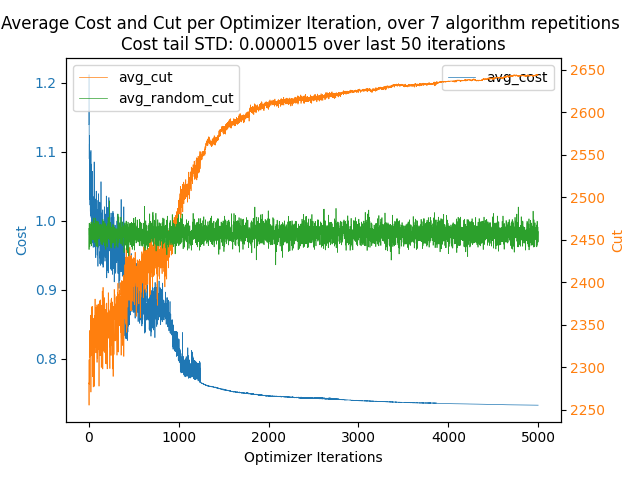 Average Cost and Cut per Optimizer Iteration, over 7 algorithm repetitions
Cost tail STD: 0.000015 over last 50 iterations
avg_cut
avg_random_cut
avg_cost
1.2
1.1
1.0
0.9
0.8
Cost
2650
2600
2550
2500
2450
2400
2350
2300
2250
Cut
0 1000 2000 3000 4000 5000
Optimizer Iterations